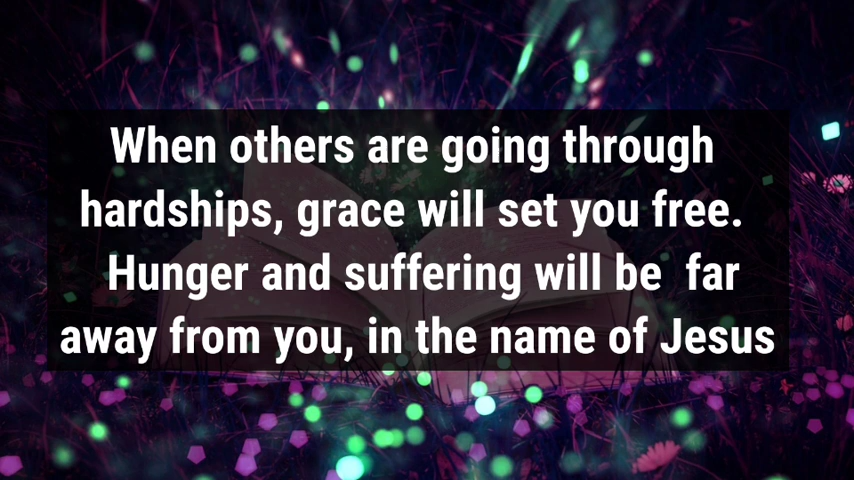 When others are going through
hardships, grace will set you free.
Hunger and suffering will be  far
away from you, in the name of Jesus